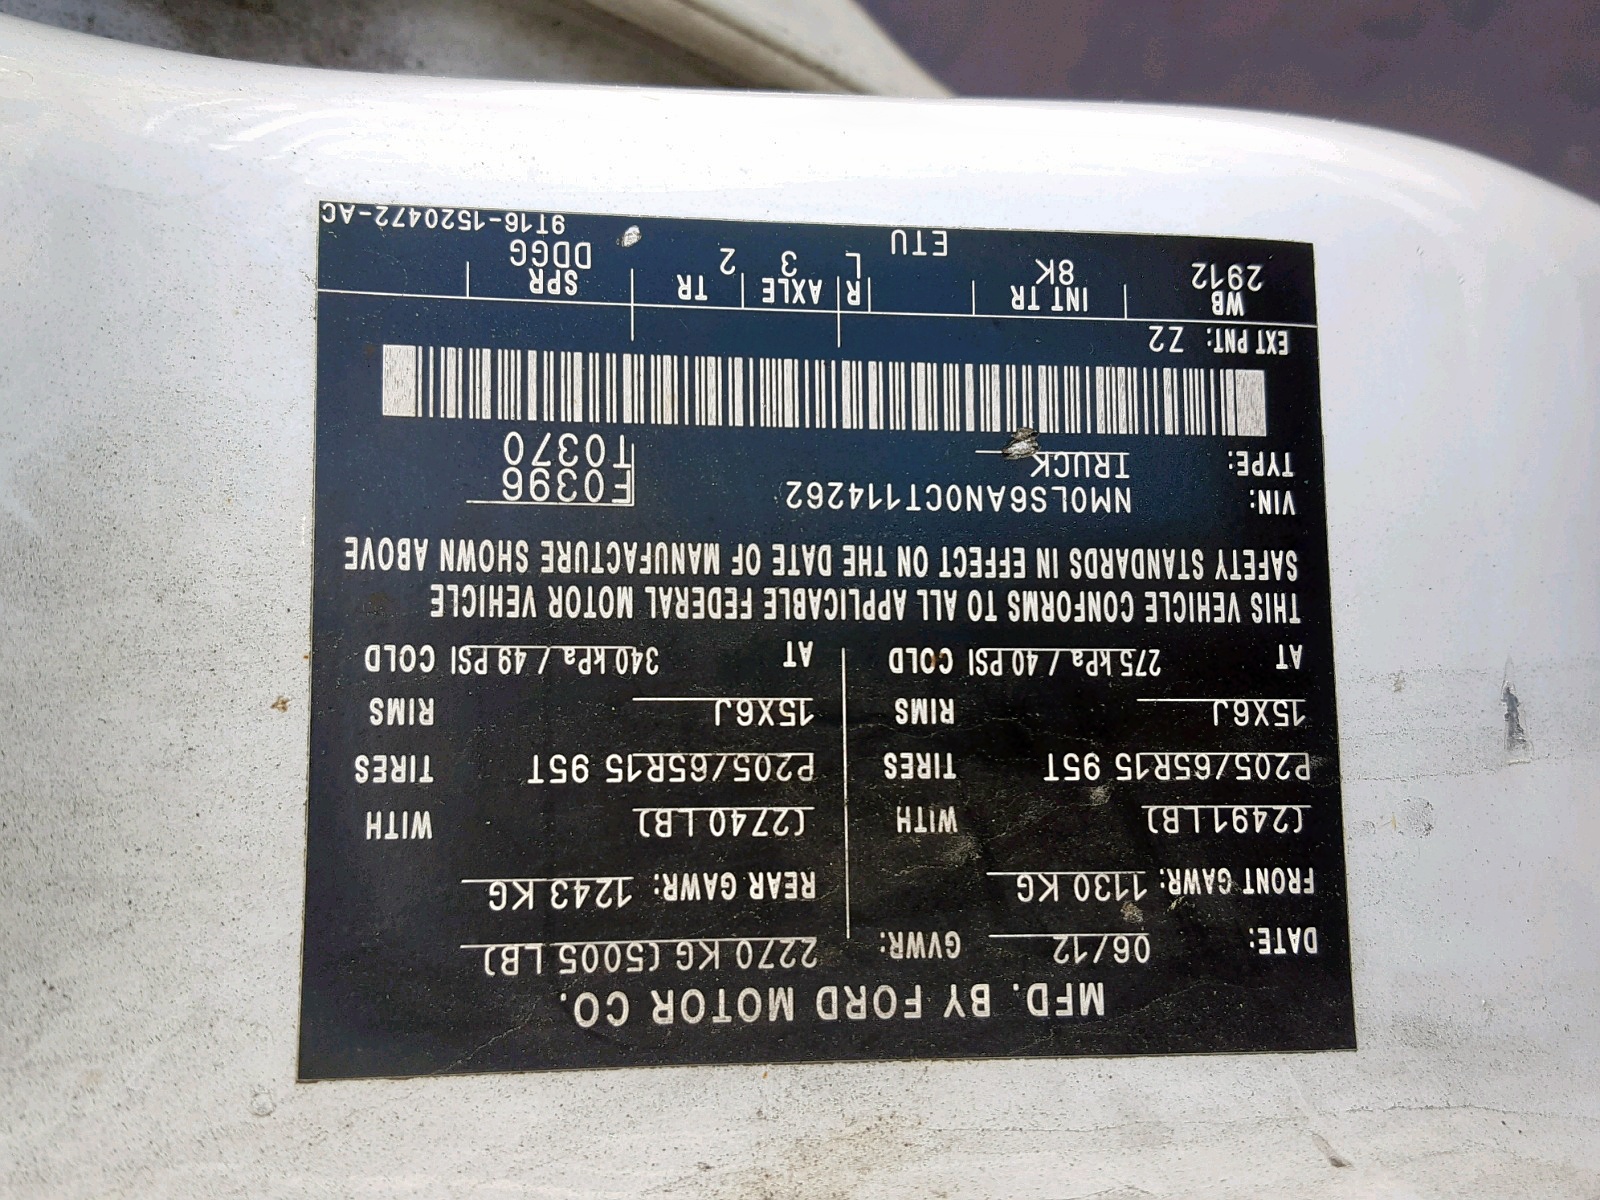 MFD. BY FORD MOTOR CO.
DATE: 06/12 GVWR: 2270 KG (5005 LB)
FRONT GAWR: 1130 KG REAR GAWR: 1243 KG
(2491 LB) WITH (2740 LB) WITH
P205/65R15 95T TIRES P205/65R15 95T TIRES
15X6J RIMS 15X6J RIMS
AT 275 kPa / 40 PSI COLD AT 340 kPa / 49 PSI COLD
THIS VEHICLE CONFORMS TO ALL APPLICABLE FEDERAL MOTOR VEHICLE
SAFETY STANDARDS IN EFFECT ON THE DATE OF MANUFACTURE SHOWN ABOVE
VIN: NM0LS6AN0CT114262 F0396
TYPE: TRUCK T0370
EXT PNT: Z2
WB INT TR R AXLE TR SPR
2912 8K L 3 2 DDGG
ETU 9T16-1520472-AC